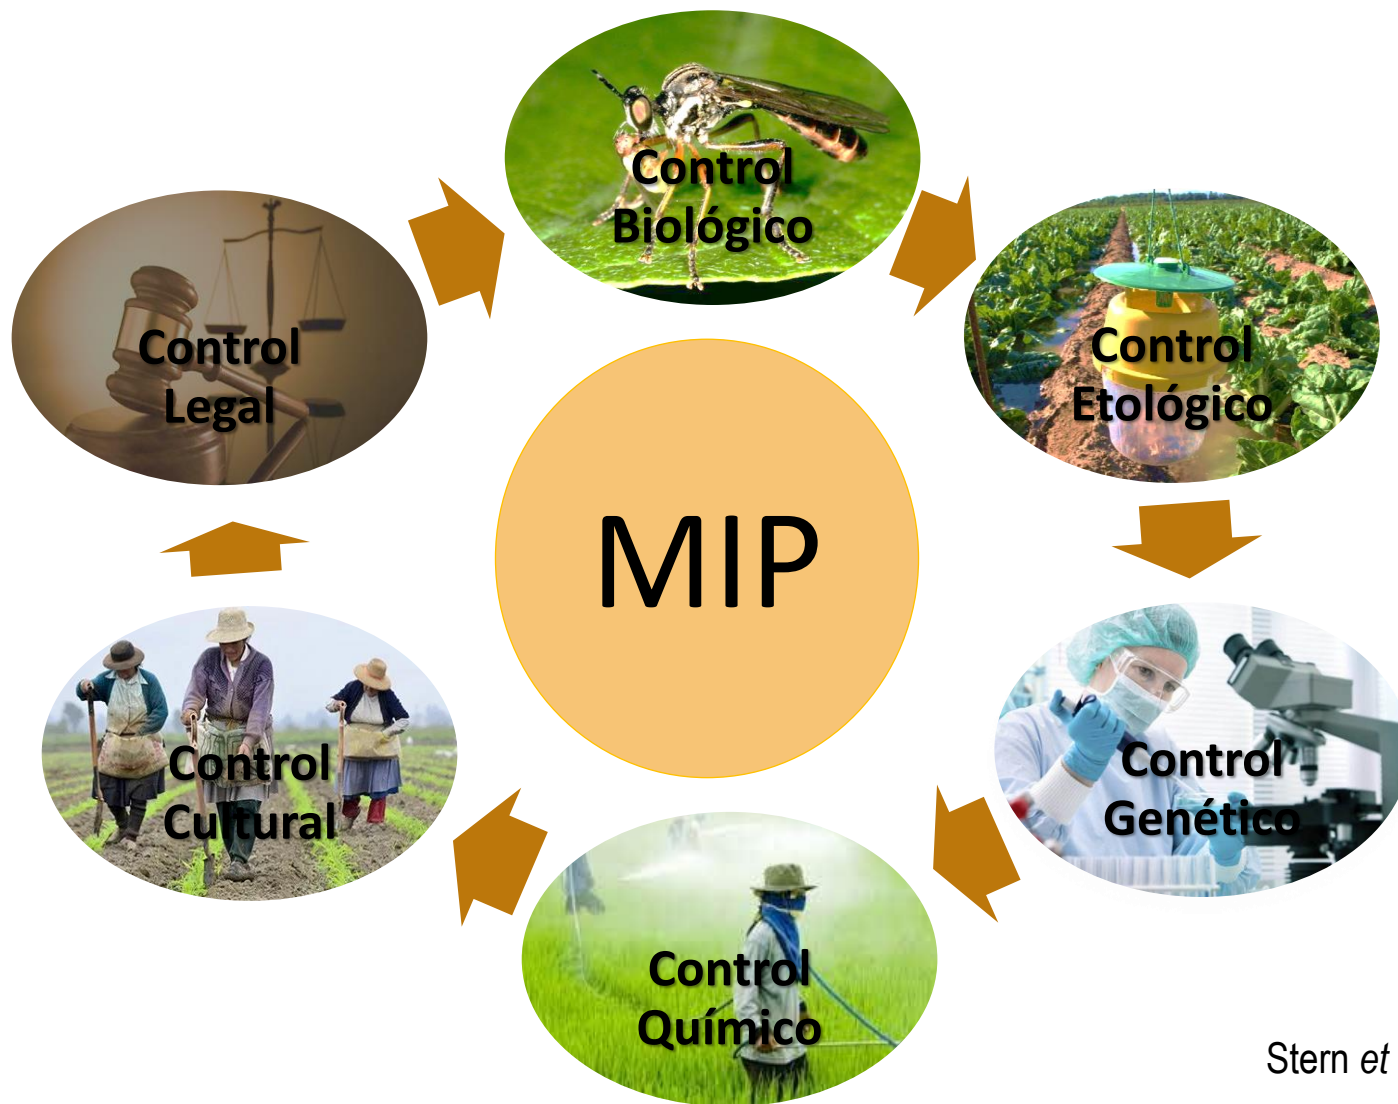 Control
Biológico
Control
Legal
Control
Etológico
MIP
Control
Cultural
Control
Genético
Control
Químico
Stern et